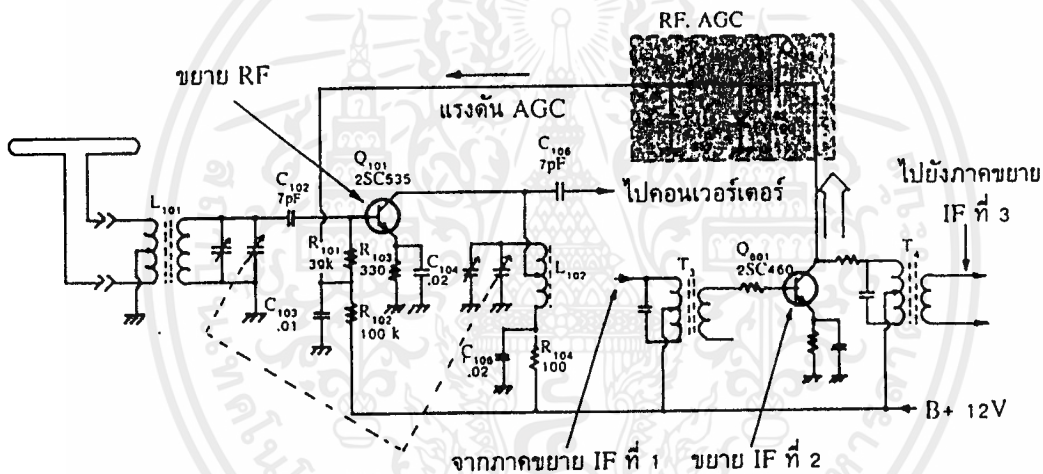 RF. AGC
ขยาย RF
แรงดัน AGC
Q101
2SC535
C106
7pF
C102
7pF
ไปคอนเวอร์เตอร์
ไปยังภาคขยาย
IF ที่ 3
L101
R101
39k
R103
330
C104
.02
L102
T3
Q601
2SC460
T4
C103
.01
R102
100 k
C106
.02
R104
100
B+ 12V
จากภาคขยาย IF ที่ 1
ขยาย IF ที่ 2